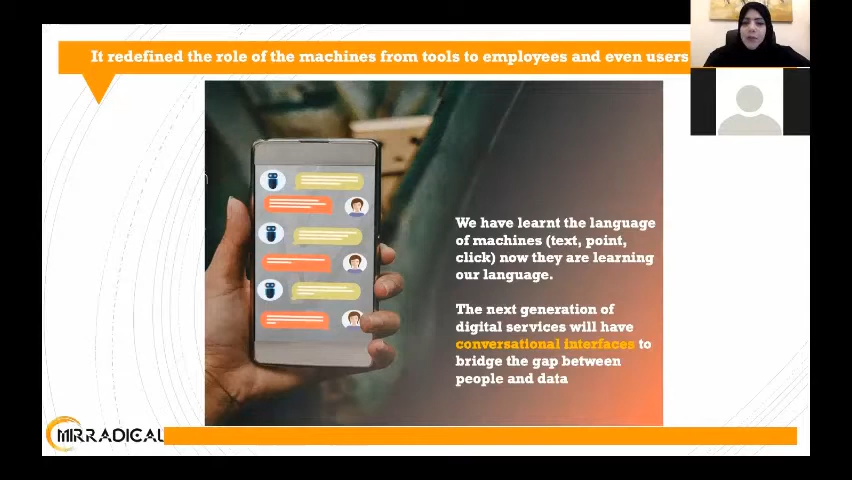 It redefined the role of the machines from tools to employees and even users
We have learnt the language
of machines (text, point,
click) now they are learning
our language.
The next generation of
digital services will have
conversational interfaces to
bridge the gap between
people and data
MIRRADICAL